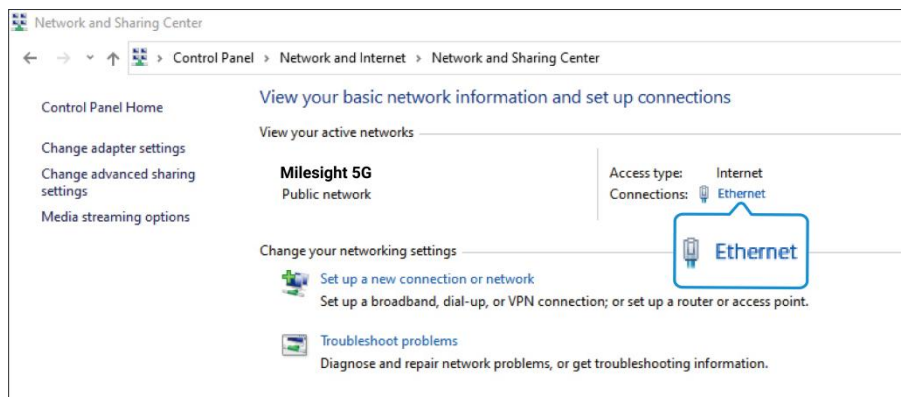 Network and Sharing Center
Control Panel > Network and Internet > Network and Sharing Center
Control Panel Home
Change adapter settings
Change advanced sharing
settings
Media streaming options
View your basic network information and set up connections
View your active networks
Milesight 5G
Public network
Access type: Internet
Connections: Ethernet
Ethernet
Change your networking settings
Set up a new connection or network
Set up a broadband, dial-up, or VPN connection; or set up a router or access point.
Troubleshoot problems
Diagnose and repair network problems, or get troubleshooting information.